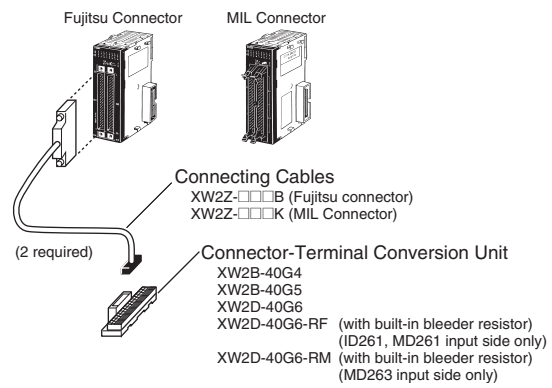 Fujitsu Connector
MIL Connector
Connecting Cables
XW2Z-□□□B (Fujitsu connector)
XW2Z-□□□K (MIL Connector)
(2 required)
Connector-Terminal Conversion Unit
XW2B-40G4
XW2B-40G5
XW2D-40G6
XW2D-40G6-RF (with built-in bleeder resistor)
(ID261, MD261 input side only)
XW2D-40G6-RM (with built-in bleeder resistor)
(MD263 input side only)